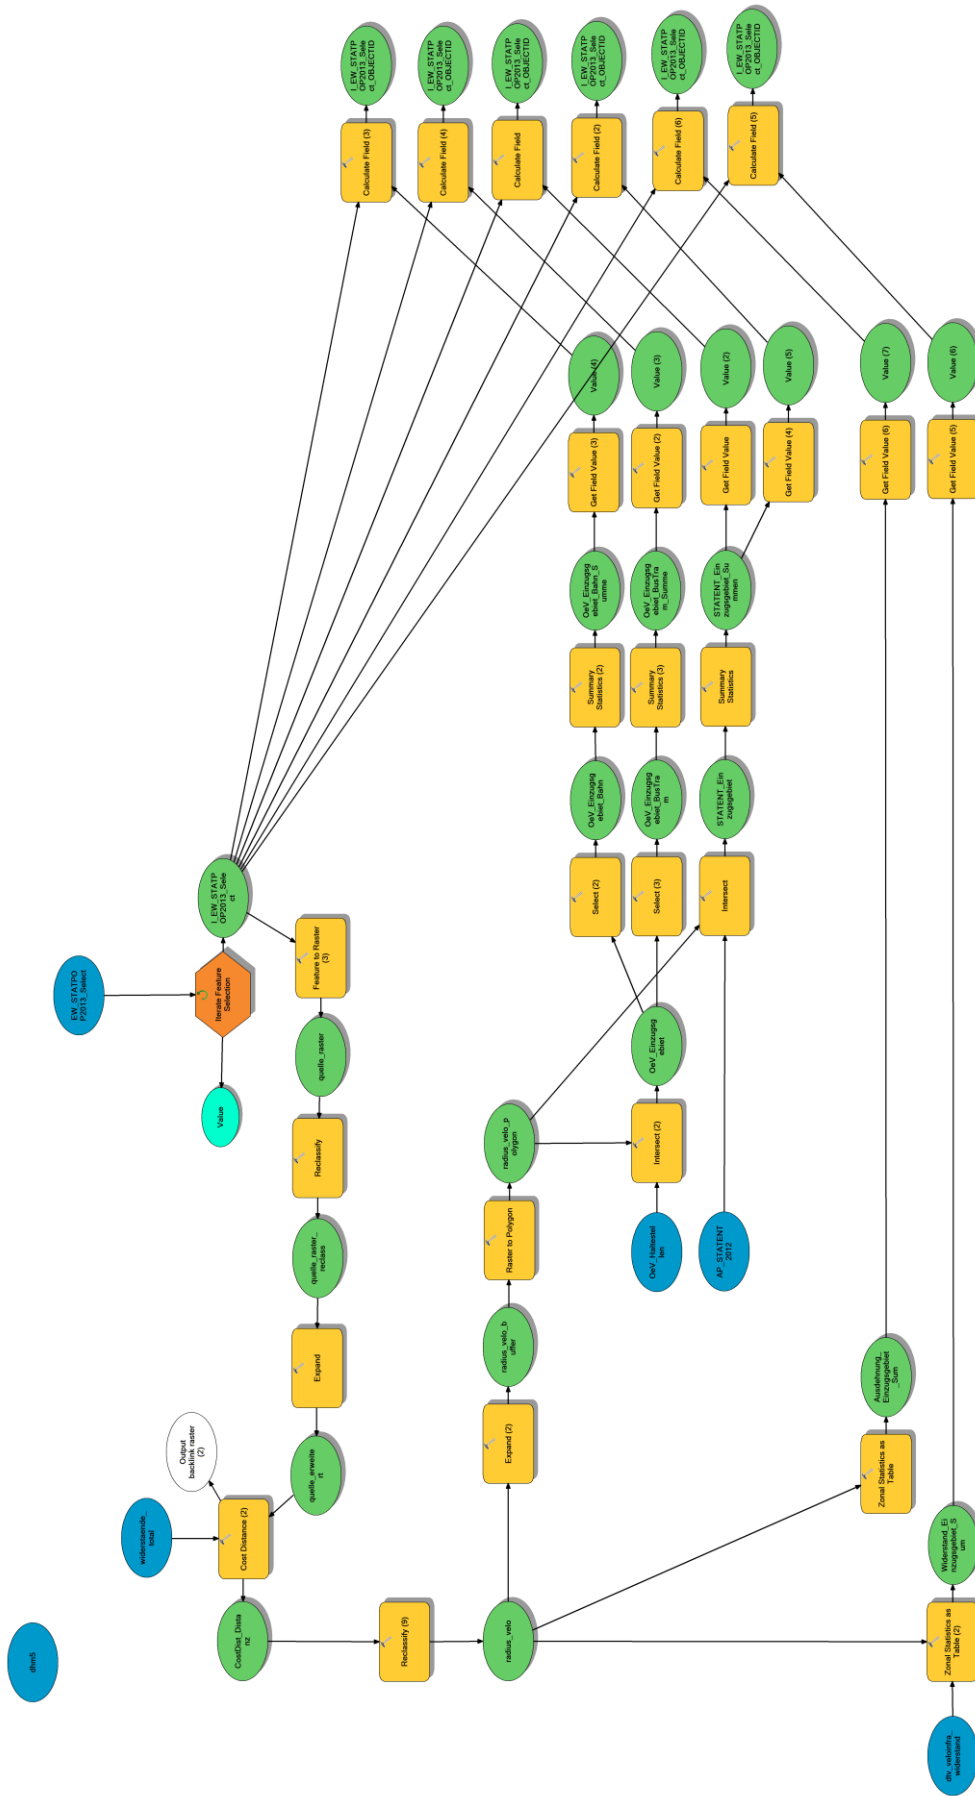 I_EW_STATP
OP2013_Sele
ct_OBJECTID
I_EW_STATP
OP2013_Sele
ct_OBJECTID
I_EW_STATP
OP2013_Sele
ct_OBJECTID
I_EW_STATP
OP2013_Sele
ct_OBJECTID
I_EW_STATP
OP2013_Sele
ct_OBJECTID
I_EW_STATP
OP2013_Sele
ct_OBJECTID
Calculate Field (3)
Calculate Field (4)
Calculate Field
Calculate Field (2)
Calculate Field (6)
Calculate Field (5)
Value (4)
Value (3)
Value (2)
Value (5)
Value (7)
Value (6)
Get Field Value (3)
Get Field Value (2)
Get Field Value
Get Field Value (4)
Get Field Value (6)
Get Field Value (5)
OeV_Einzugsg
ebiet_Bahn_S
umme
OeV_Einzugsg
ebiet_BusTra
m_Summe
STATENT_Ein
zugsgebiet_Su
mmen
Summary
Statistics (2)
Summary
Statistics (3)
Summary
Statistics
OeV_Einzugsg
ebiet_Bahn
OeV_Einzugsg
ebiet_BusTra
m
STATENT_Ein
zugsgebiet
I_EW_STATP
OP2013_Sele
ct
Select (2)
Select (3)
Intersect
EW_STATPO
P2013_Select
Iterate Feature
Selection
Feature to Raster
(3)
Value
quelle_raster
OeV_Einzugsg
ebiet
Reclassify
radius_velo_p
olygon
Intersect (2)
quelle_raster_
reclass
Raster to Polygon
OeV_Haltestel
len
AP_STATENT
_2012
Expand
radius_velo_b
uffer
Ausdehnung_
Einzugsgebiet
_Sum
Output
backlink raster
(2)
quelle_erweite
rt
Expand (2)
Zonal Statistics as
Table
widerstaende_
total
Cost Distance (2)
Widerstand_Ei
nzugsgebiet_S
um
dhm5
CostDist_Dista
nz
Reclassify (9)
radius_velo
Zonal Statistics as
Table (2)
dtv_veloinfra_
widerstand